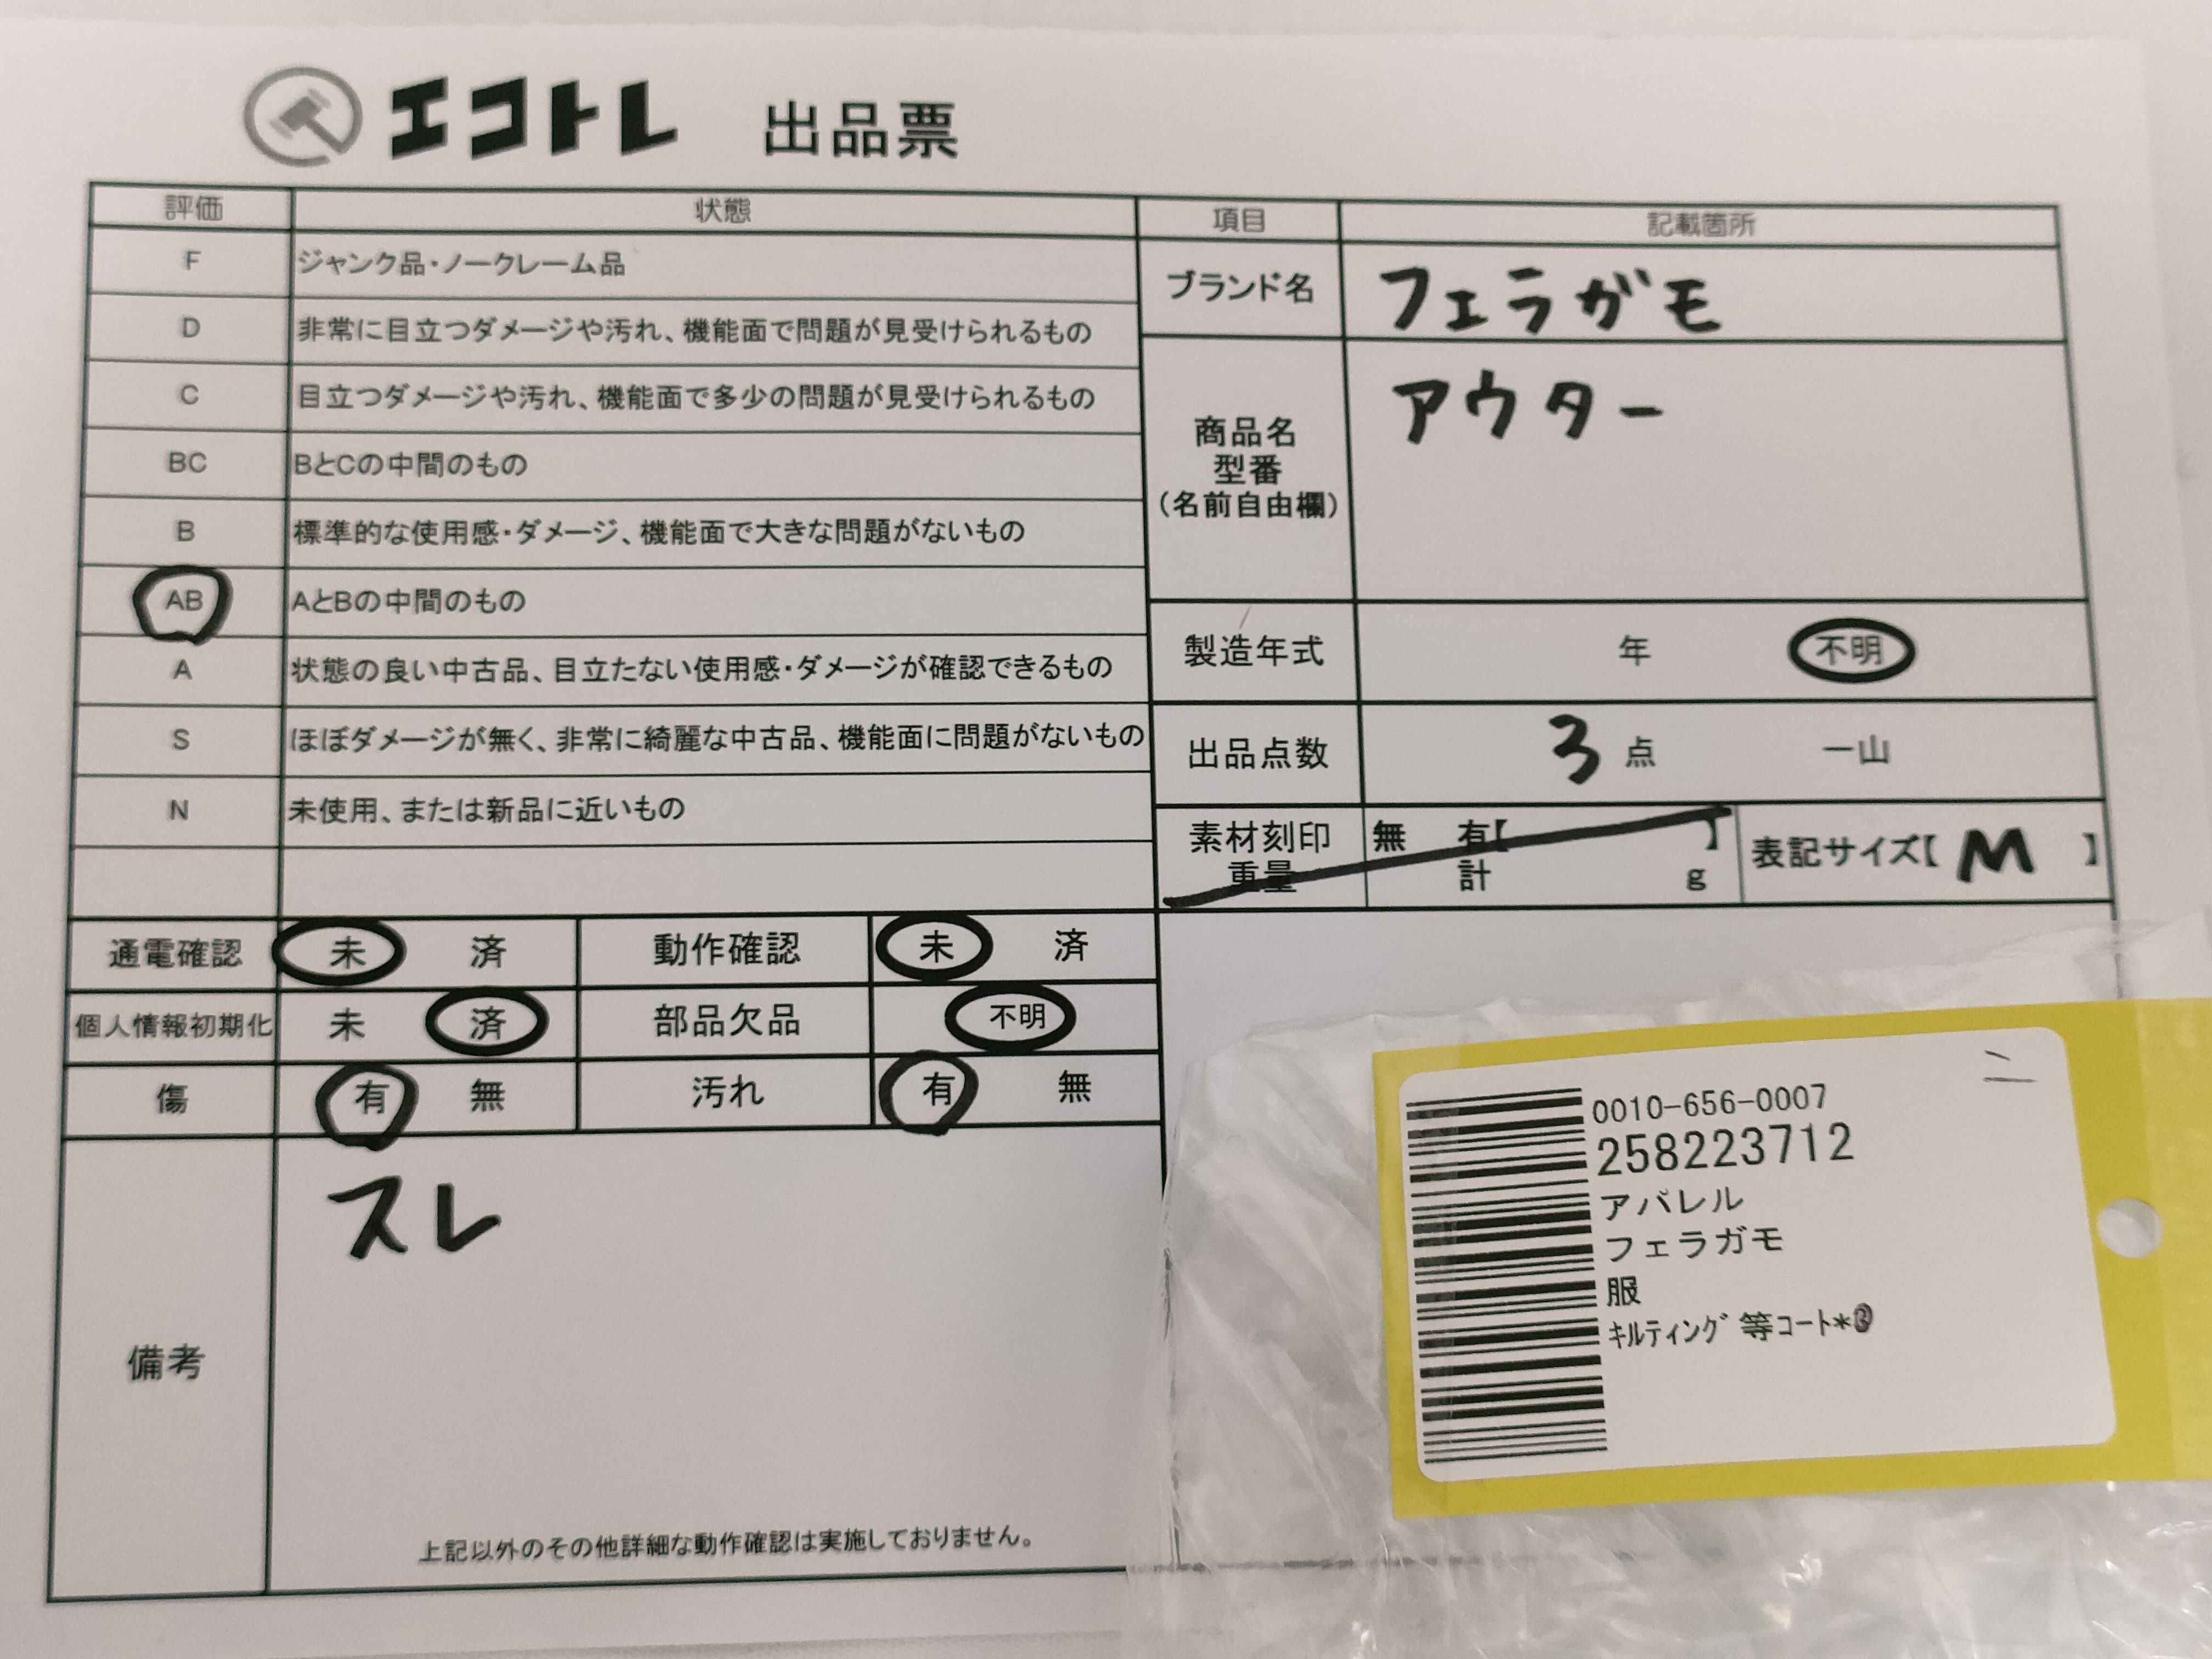 エコトレ 出品票
評価 状態
F ジャンク品・ノークレーム品
D 非常に目立つダメージや汚れ、機能面で問題が見受けられるもの
C 目立つダメージや汚れ、機能面で多少の問題が見受けられるもの
BC BとCの中間のもの
B 標準的な使用感・ダメージ、機能面で大きな問題がないもの
AB AとBの中間のもの
A 状態の良い中古品、目立たない使用感・ダメージが確認できるもの
S ほぼダメージが無く、非常に綺麗な中古品、機能面に問題がないもの
N 未使用、または新品に近いもの
項目 記載箇所
ブランド名 フェラガモ
商品名
型番
(名前自由欄)
アウター
製造年式 年 不明
出品点数 3 点 一山
素材刻印 無 有【 】
重量 計 g
表記サイズ【 M 】
通電確認 未 済 動作確認 未 済
個人情報初期化 未 済 部品欠品 不明
傷 有 無 汚れ 有 無
備考
スレ
上記以外のその他詳細な動作確認は実施しておりません。
0010-656-0007
258223712
アパレル
フェラガモ
服
ｷﾙﾃｨﾝｸﾞ等ｺｰﾄ*